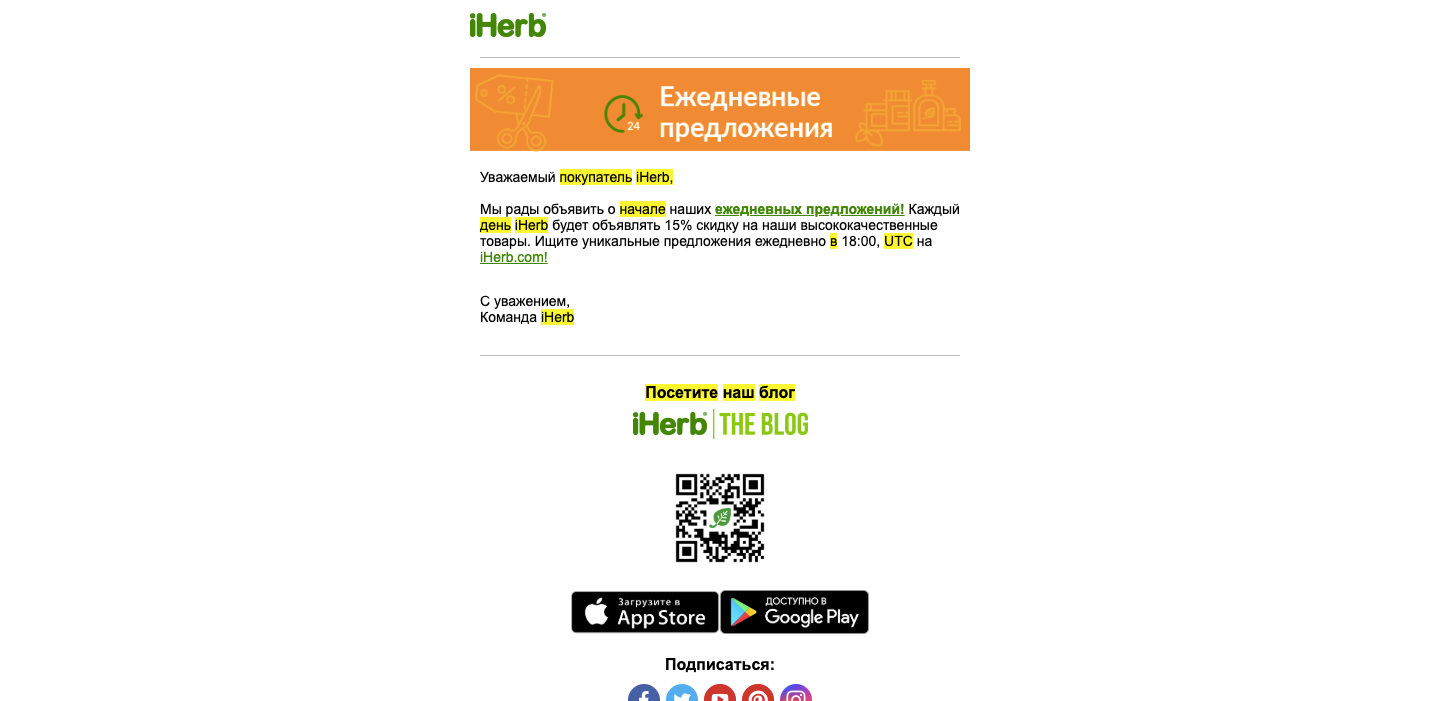 iHerb
24
Ежедневные
предложения
Уважаемый покупатель iHerb,
Мы рады объявить о начале наших ежедневных предложений! Каждый
день iHerb будет объявлять 15% скидку на наши высококачественные
товары. Ищите уникальные предложения ежедневно в 18:00, UTC на
iHerb.com!
С уважением,
Команда iHerb
Посетите наш блог
iHerb THE BLOG
Загрузите в
App Store
ДОСТУПНО В
Google Play
Подписаться: